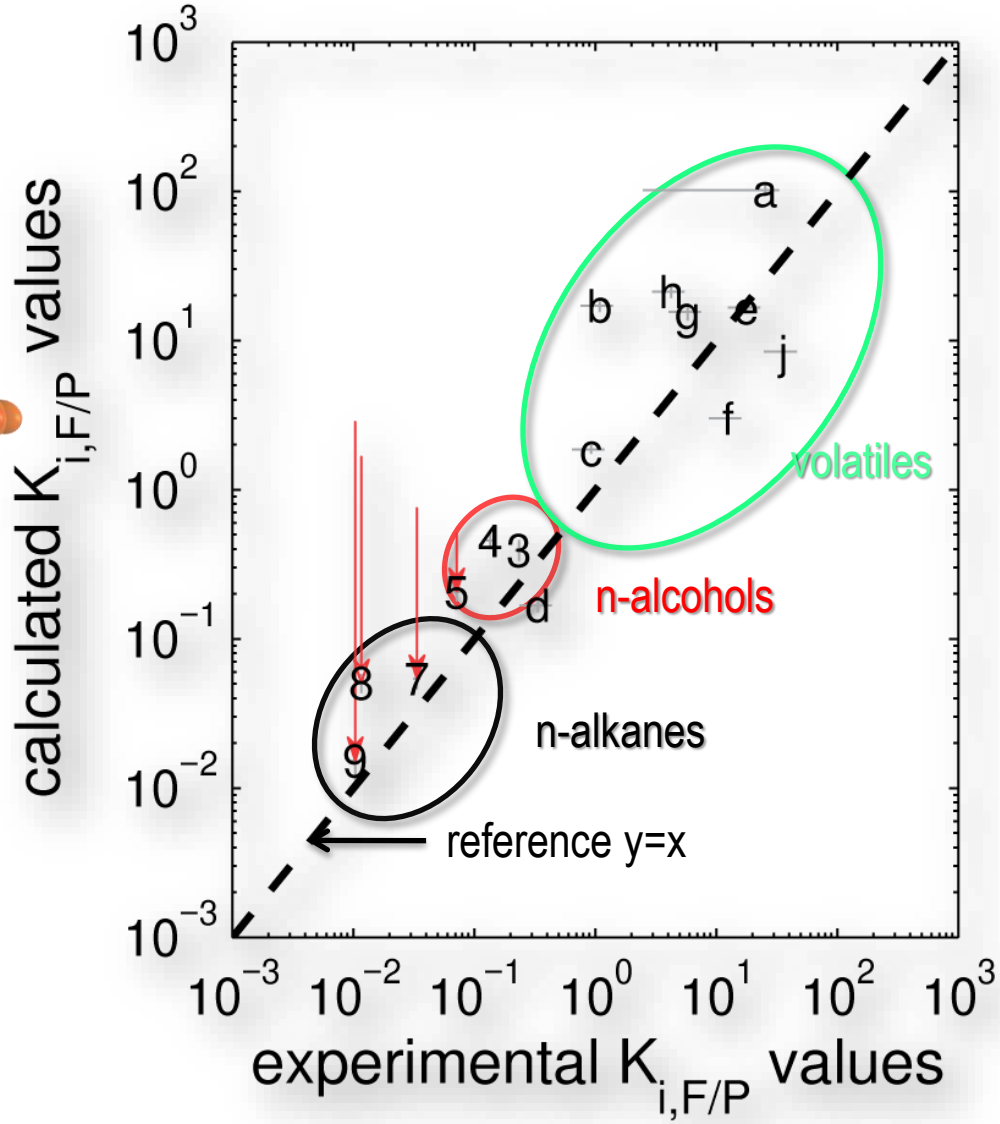 calculated K_{i,F/P} values
10^3
10^2
10^1
10^0
10^{−1}
10^{−2}
10^{−3}
a
h
b
g
e
j
f
c
volatiles
4
3
5
d
n-alcohols
8
7
9
n-alkanes
reference y=x
10^{−3} 10^{−2} 10^{−1} 10^0 10^1 10^2 10^3
experimental K_{i,F/P} values